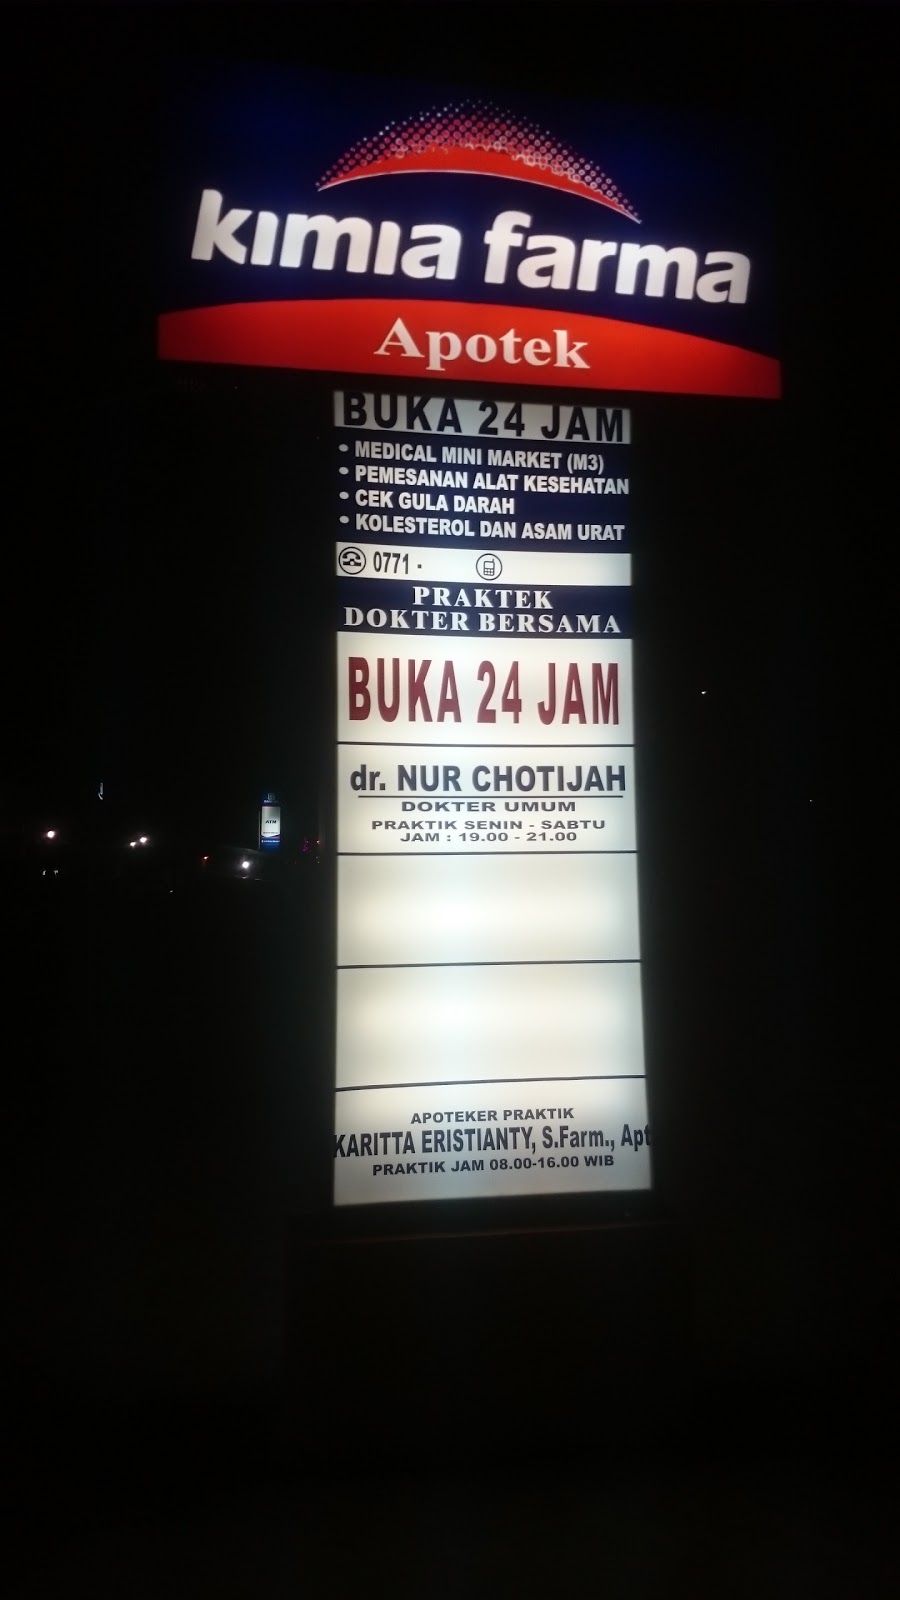 kimia farma
Apotek
BUKA 24 JAM
• MEDICAL MINI MARKET (M3)
• PEMESANAN ALAT KESEHATAN
• CEK GULA DARAH
• KOLESTEROL DAN ASAM URAT
0771 -
PRAKTEK
DOKTER BERSAMA
BUKA 24 JAM
dr. NUR CHOTIJAH
DOKTER UMUM
PRAKTIK SENIN - SABTU
JAM : 19.00 - 21.00
APOTEKER PRAKTIK
KARITTA ERISTIANTY, S.Farm., Apt
PRAKTIK JAM 08.00-16.00 WIB
ATM